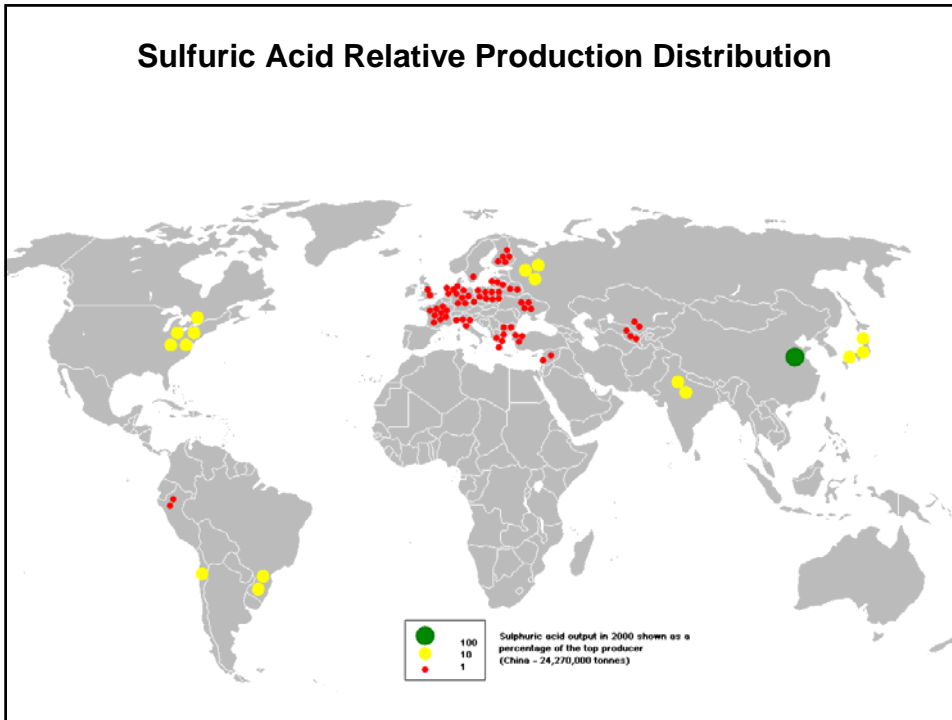 Sulfuric Acid Relative Production Distribution
100
10
1
Sulphuric acid output in 2000 shown as a
percentage of the top producer
(China - 24,270,000 tonnes)